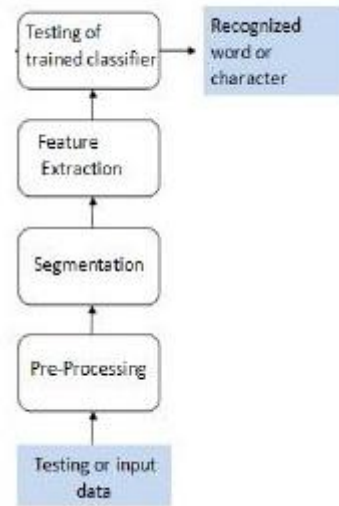 Testing of
trained classifier
Recognized
word or
character
Feature
Extraction
Segmentation
Pre-Processing
Testing or input
data